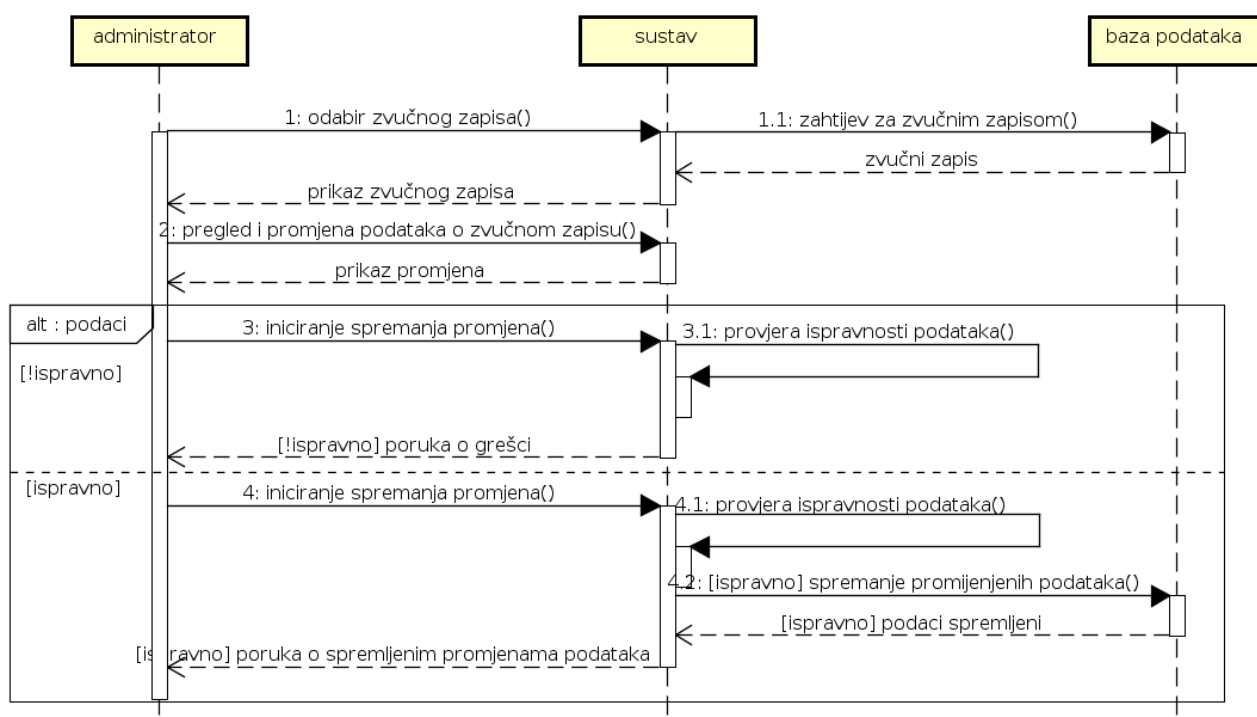 administrator
sustav
baza podataka
1: odabir zvučnog zapisa()
1.1: zahtijev za zvučnim zapisom()
zvučni zapis
prikaz zvučnog zapisa
2: pregled i promjena podataka o zvučnom zapisu()
prikaz promjena
alt : podaci
3: iniciranje spremanja promjena()
3.1: provjera ispravnosti podataka()
[!ispravno]
[!ispravno] poruka o grešci
[ispravno]
4: iniciranje spremanja promjena()
4.1: provjera ispravnosti podataka()
4.2: [ispravno] spremanje promijenjenih podataka()
[ispravno] podaci spremljeni
[ispravno] poruka o spremljenim promjenama podataka